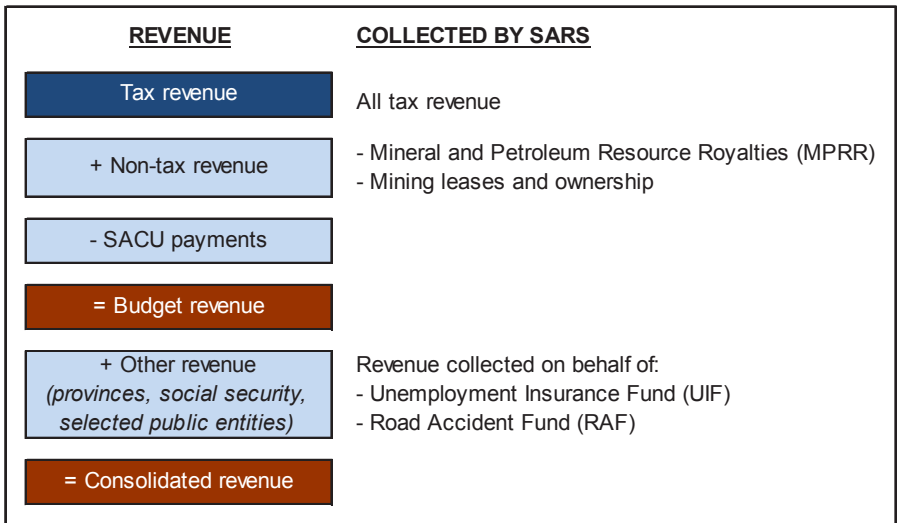 REVENUE COLLECTED BY SARS
Tax revenue
All tax revenue
+ Non-tax revenue
- Mineral and Petroleum Resource Royalties (MPRR)
- Mining leases and ownership
- SACU payments
= Budget revenue
+ Other revenue
(provinces, social security,
selected public entities)
Revenue collected on behalf of:
- Unemployment Insurance Fund (UIF)
- Road Accident Fund (RAF)
= Consolidated revenue